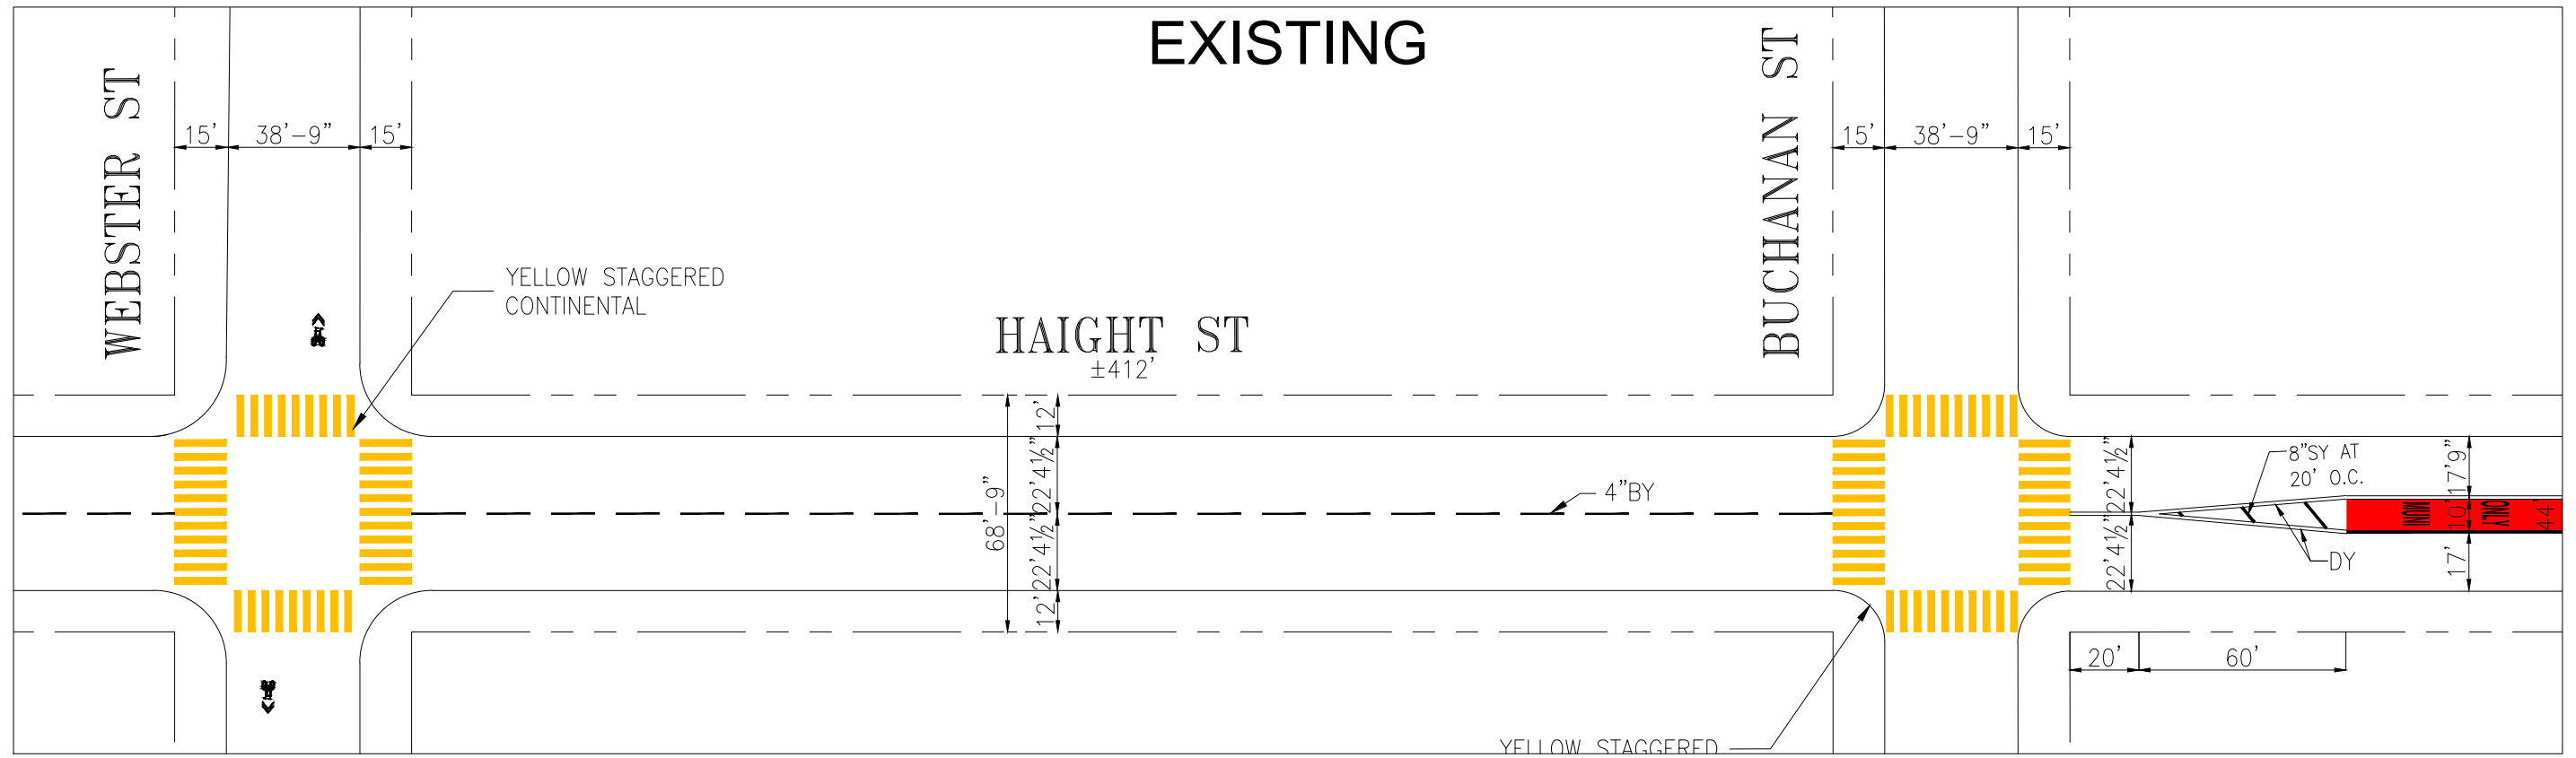 EXISTING
WEBSTER ST
15'
38'-9"
15'
BUCHANAN ST
15'
38'-9"
15'
YELLOW STAGGERED
CONTINENTAL
HAIGHT ST
±412'
68'-9"
12'
22'4½"
22'4½"
12'
4"BY
22'4½"
22'4½"
8"SY AT
20' O.C.
DY
17'9"
10'
17'
MUNI
ONLY
44'
20'
60'
YELLOW STAGGERED